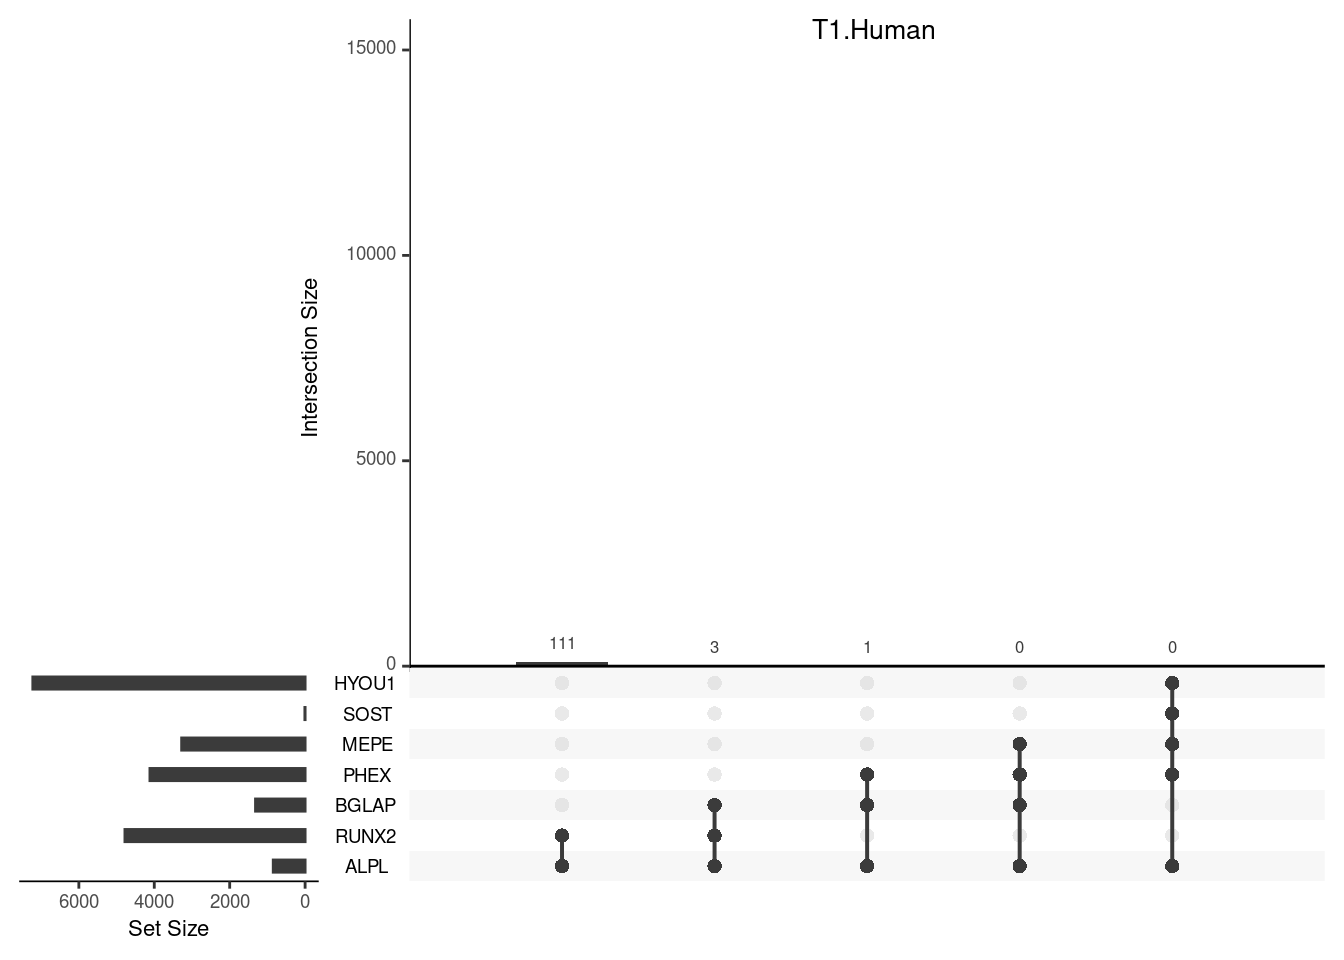 T1.Human
15000
10000
5000
0
Intersection Size
111
3
1
0
0
HYOU1
SOST
MEPE
PHEX
BGLAP
RUNX2
ALPL
6000 4000 2000 0
Set Size